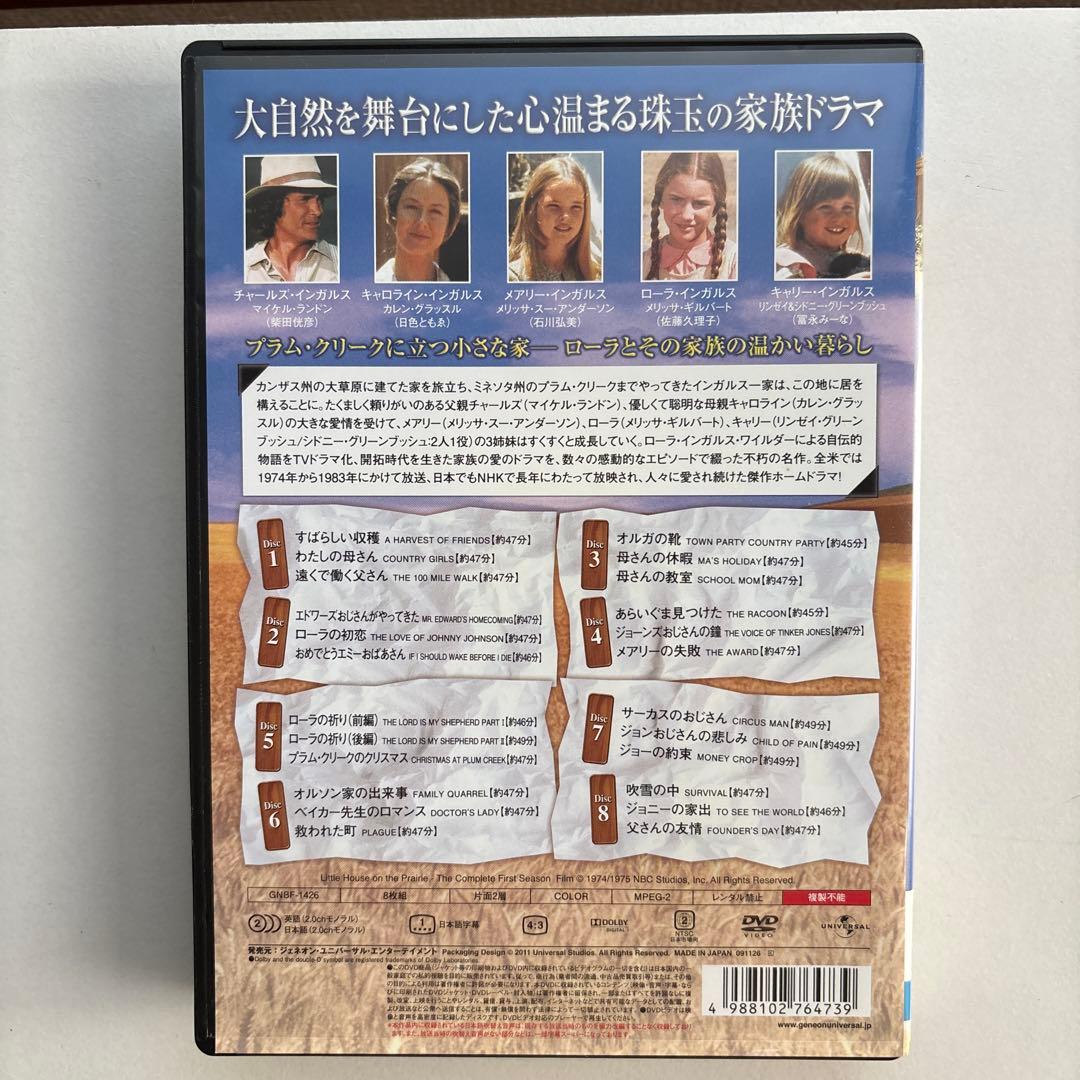 大自然を舞台にした心温まる珠玉の家族ドラマ
チャールズ・インガルス
マイケル・ランドン
(柴田侊彦)
キャロライン・インガルス
カレン・グラッスル
(日色ともゑ)
メアリー・インガルス
メリッサ・スー・アンダーソン
(石川弘美)
ローラ・インガルス
メリッサ・ギルバート
(佐藤久理子)
キャリー・インガルス
リンゼイ&シドニー・グリーンブッシュ
(冨永みーな)
プラム・クリークに立つ小さな家― ローラとその家族の温かい暮らし
カンザス州の大草原に建てた家を旅立ち、ミネソタ州のプラム・クリークまでやってきたインガルス一家は、この地に居を
構えることに。たくましく頼りがいのある父親チャールズ(マイケル・ランドン)、優しくて聡明な母親キャロライン(カレン・グラッ
スル)の大きな愛情を受けて、メアリー(メリッサ・スー・アンダーソン)、ローラ(メリッサ・ギルバート)、キャリー(リンゼイ・グリーン
ブッシュ/シドニー・グリーンブッシュ:2人1役)の3姉妹はすくすくと成長していく。ローラ・インガルス・ワイルダーによる自伝的
物語をTVドラマ化、開拓時代を生きた家族の愛のドラマを、数々の感動的なエピソードで綴った不朽の名作。全米では
1974年から1983年にかけて放送、日本でもNHKで長年にわたって放映され、人々に愛され続けた傑作ホームドラマ!
Disc 1
すばらしい収穫 A HARVEST OF FRIENDS【約47分】
わたしの母さん COUNTRY GIRLS【約47分】
遠くで働く父さん THE 100 MILE WALK【約47分】
Disc 2
エドワーズおじさんがやってきた MR. EDWARD'S HOMECOMING【約47分】
ローラの初恋 THE LOVE OF JOHNNY JOHNSON【約47分】
おめでとうエミーおばあさん IF I SHOULD WAKE BEFORE I DIE【約46分】
Disc 3
オルガの靴 TOWN PARTY COUNTRY PARTY【約45分】
母さんの休暇 MA'S HOLIDAY【約47分】
母さんの教室 SCHOOL MOM【約47分】
Disc 4
あらいぐま見つけた THE RACOON【約45分】
ジョーンズおじさんの鐘 THE VOICE OF TINKER JONES【約47分】
メアリーの失敗 THE AWARD【約47分】
Disc 5
ローラの祈り(前編) THE LORD IS MY SHEPHERD PART I【約46分】
ローラの祈り(後編) THE LORD IS MY SHEPHERD PART II【約49分】
プラム・クリークのクリスマス CHRISTMAS AT PLUM CREEK【約47分】
Disc 6
オルソン家の出来事 FAMILY QUARREL【約47分】
ベイカー先生のロマンス DOCTOR'S LADY【約47分】
救われた町 PLAGUE【約47分】
Disc 7
サーカスのおじさん CIRCUS MAN【約49分】
ジョンおじさんの悲しみ CHILD OF PAIN【約49分】
ジョーの約束 MONEY CROP【約49分】
Disc 8
吹雪の中 SURVIVAL【約47分】
ジョニーの家出 TO SEE THE WORLD【約46分】
父さんの友情 FOUNDER'S DAY【約47分】
Little House on the Prairie - The Complete First Season Film © 1974/1975 NBC Studios, Inc. All Rights Reserved.
GNBF-1426 8枚組 片面2層 COLOR MPEG-2 レンタル禁止 複製不能
2 英語(2.0chモノラル)
日本語(2.0chモノラル)
1 日本語字幕
4:3
DOLBY DIGITAL
2 NTSC 日本市場向
DVD VIDEO
UNIVERSAL
発売元:ジェネオン・ユニバーサル・エンターテイメント Packaging Design © 2011 Universal Studios. All Rights Reserved. MADE IN JAPAN 091126
●Dolby and the double-D symbol are registered trademarks of Dolby Laboratories.
4 988102 764739
www.geneonuniversal.jp